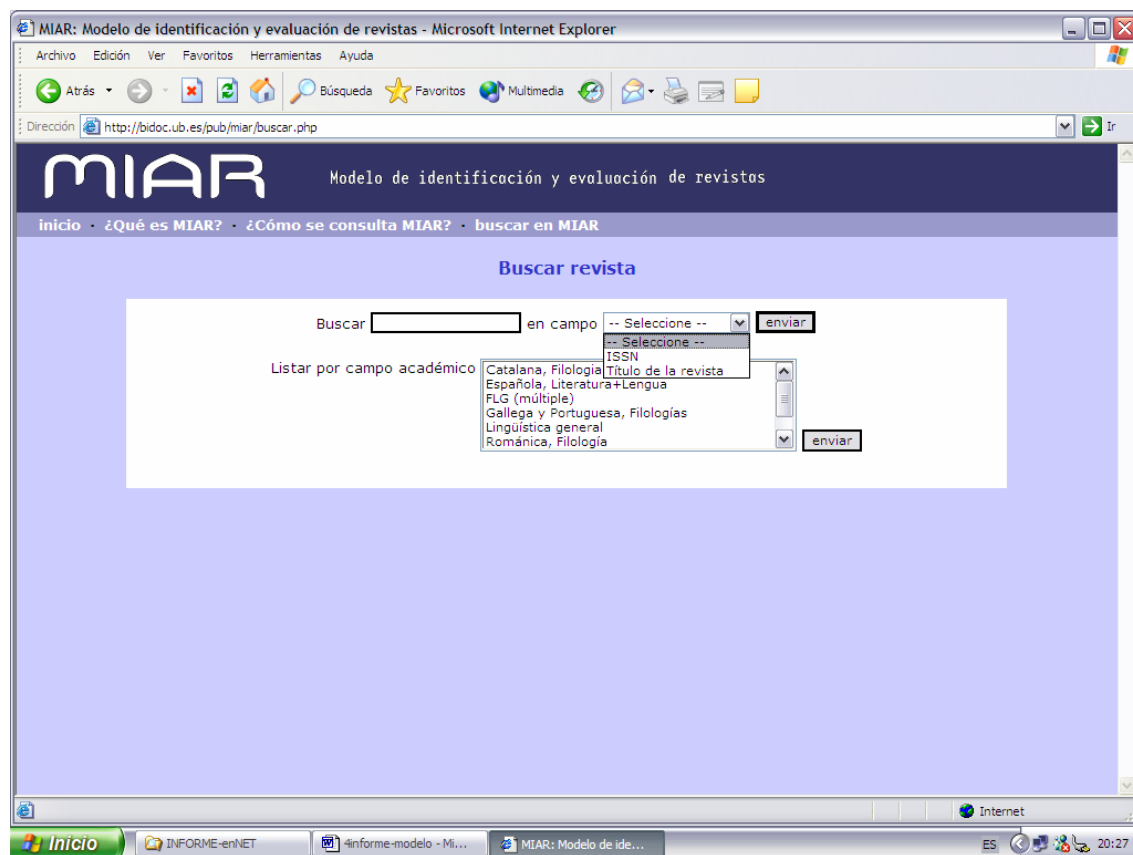 MIAR: Modelo de identificación y evaluación de revistas - Microsoft Internet Explorer
Archivo Edición Ver Favoritos Herramientas Ayuda
Atrás Búsqueda Favoritos Multimedia
Dirección http://bidoc.ub.es/pub/miar/buscar.php Ir
MIAR Modelo de identificación y evaluación de revistas
inicio · ¿Qué es MIAR? · ¿Cómo se consulta MIAR? · buscar en MIAR
Buscar revista
Buscar en campo -- Seleccione -- enviar
-- Seleccione --
ISSN
Título de la revista
Listar por campo académico Catalana, Filologia
Española, Literatura+Lengua
FLG (múltiple)
Gallega y Portuguesa, Filologías
Lingüística general
Románica, Filología
enviar
Internet
Inicio INFORME-enNET 4informe-modelo - Mi... MIAR: Modelo de ide... ES 20:27